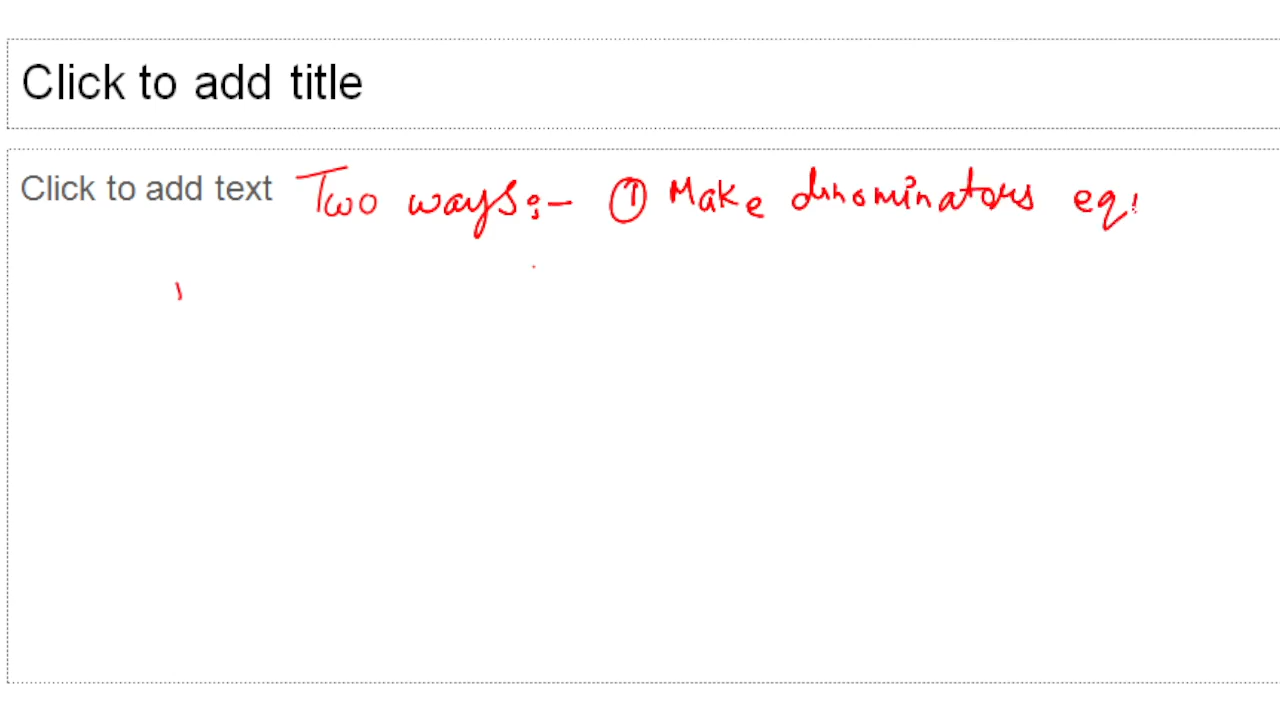 Click to add title
Click to add text Two ways:- ① Make denominators eq